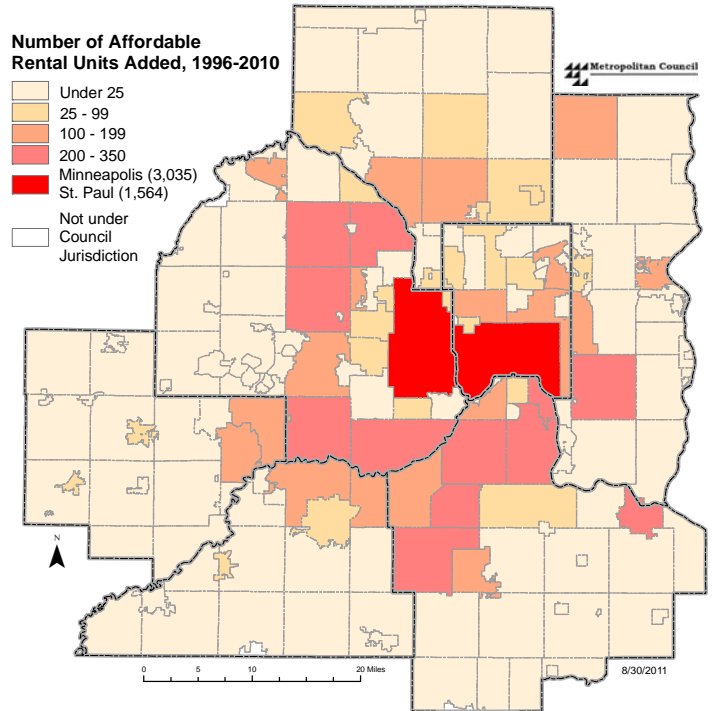 Number of Affordable
Rental Units Added, 1996-2010
Metropolitan Council
Under 25
25 - 99
100 - 199
200 - 350
Minneapolis (3,035)
St. Paul (1,564)
Not under
Council
Jurisdiction
N
0 5 10 20 Miles
8/30/2011